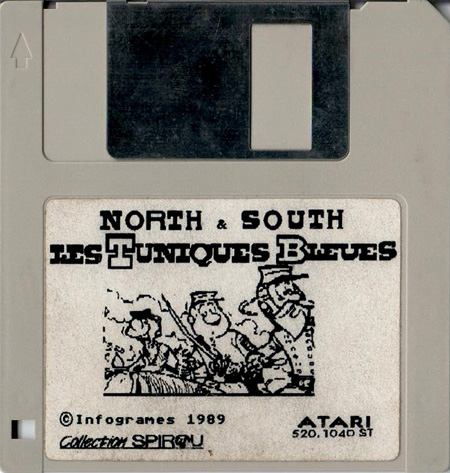 NORTH & SOUTH
LES TUNIQUES BLEUES
©Infogrames 1989
Collection SPIROU
ATARI
520.1040 ST